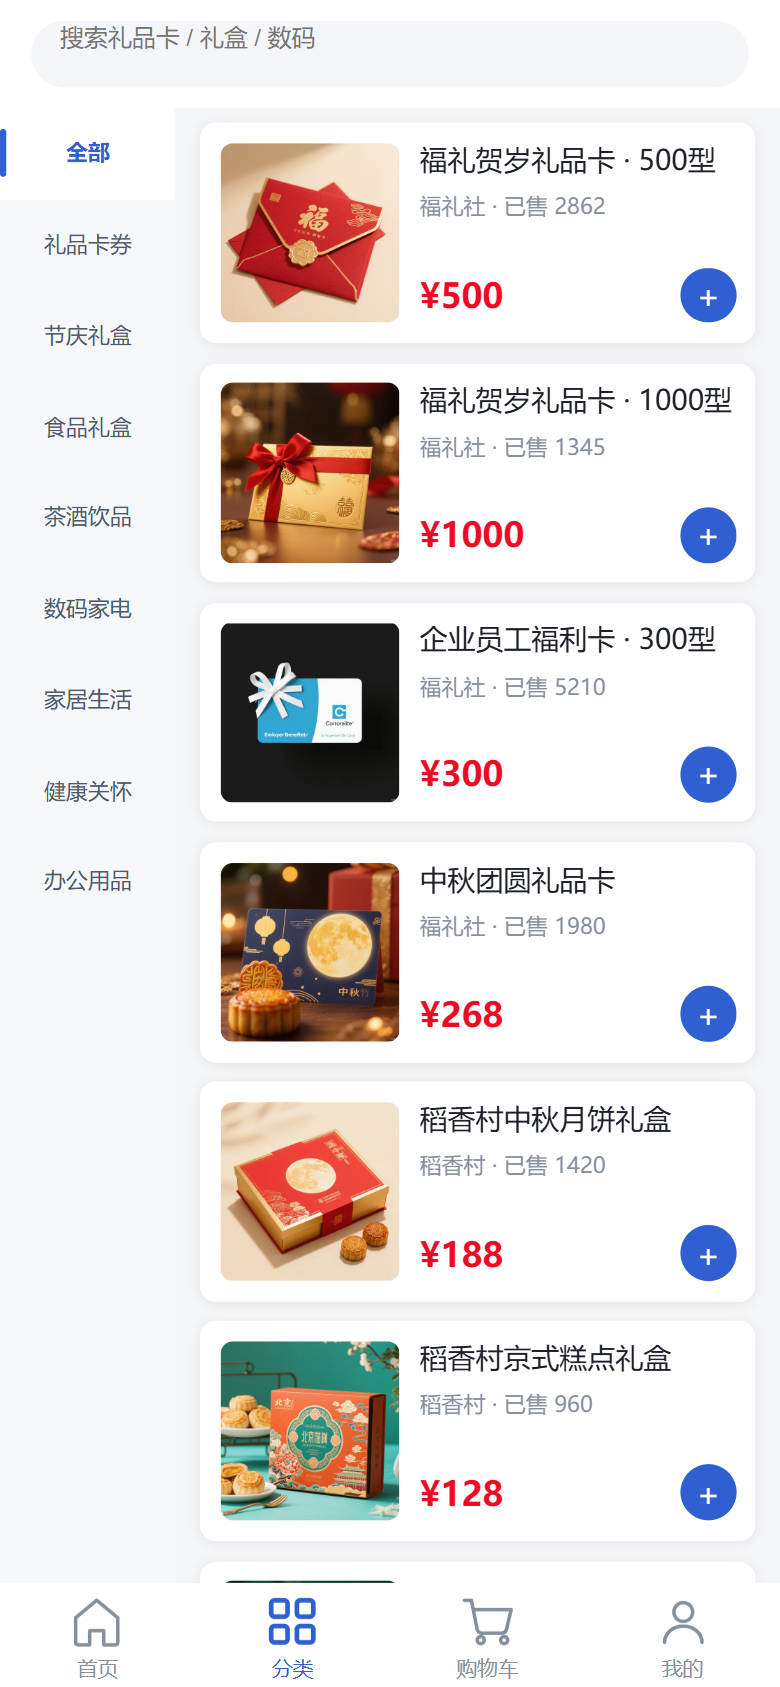 搜索礼品卡 / 礼盒 / 数码
全部
礼品卡券
节庆礼盒
食品礼盒
茶酒饮品
数码家电
家居生活
健康关怀
办公用品
福
福礼贺岁礼品卡 · 500型
福礼社 · 已售 2862
¥500
+
福礼贺岁礼品卡 · 1000型
福礼社 · 已售 1345
¥1000
+
企业员工福利卡 · 300型
福礼社 · 已售 5210
¥300
+
中秋
中秋团圆礼品卡
福礼社 · 已售 1980
¥268
+
稻香村中秋月饼礼盒
稻香村 · 已售 1420
¥188
+
北京
稻香村京式糕点礼盒
稻香村 · 已售 960
¥128
+
首页
分类
购物车
我的